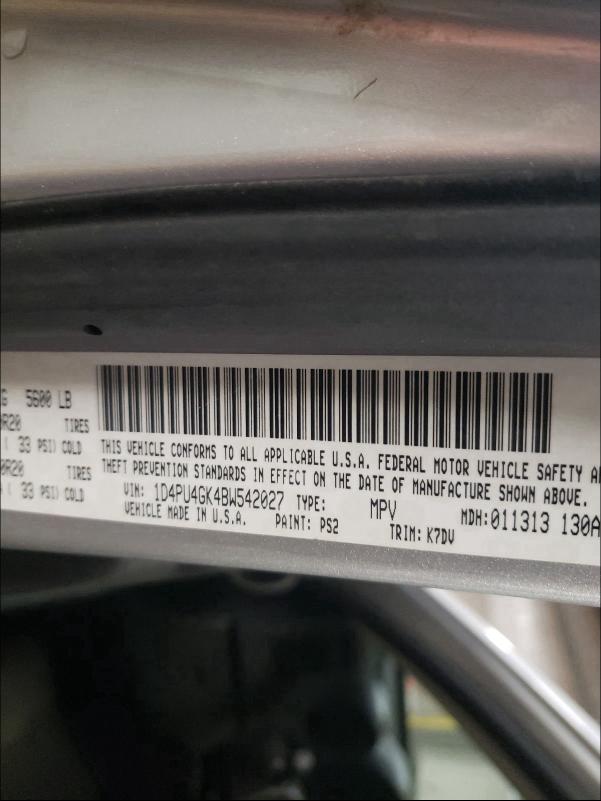 G 5600 LB
0R20 TIRES
( 33 PSI) COLD
0R20 TIRES
( 33 PSI) COLD
THIS VEHICLE CONFORMS TO ALL APPLICABLE U.S.A. FEDERAL MOTOR VEHICLE SAFETY A
THEFT PREVENTION STANDARDS IN EFFECT ON THE DATE OF MANUFACTURE SHOWN ABOVE.
VIN: 1D4PU4GK4BW542027 TYPE: MPV MDH:011313 130A
VEHICLE MADE IN U.S.A. PAINT: PS2 TRIM: K7DV